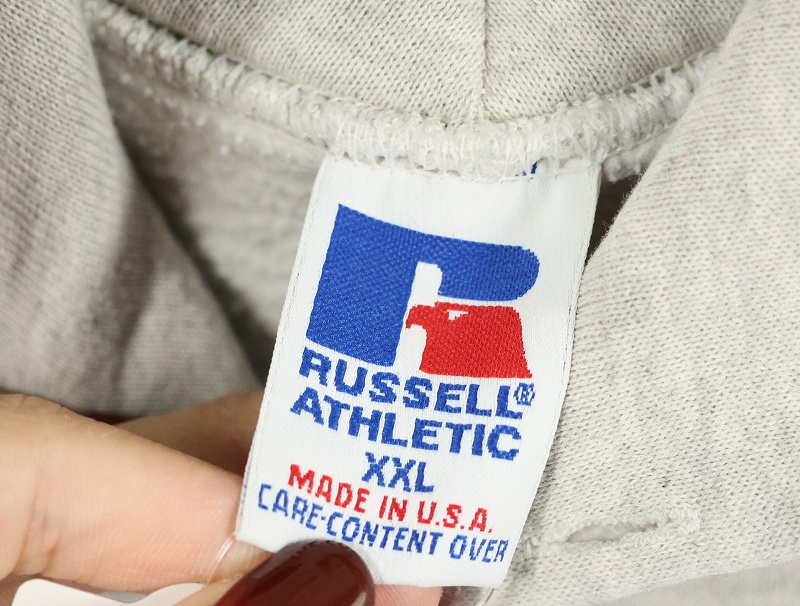 RUSSELL®
ATHLETIC
XXL
MADE IN U.S.A.
CARE-CONTENT OVER